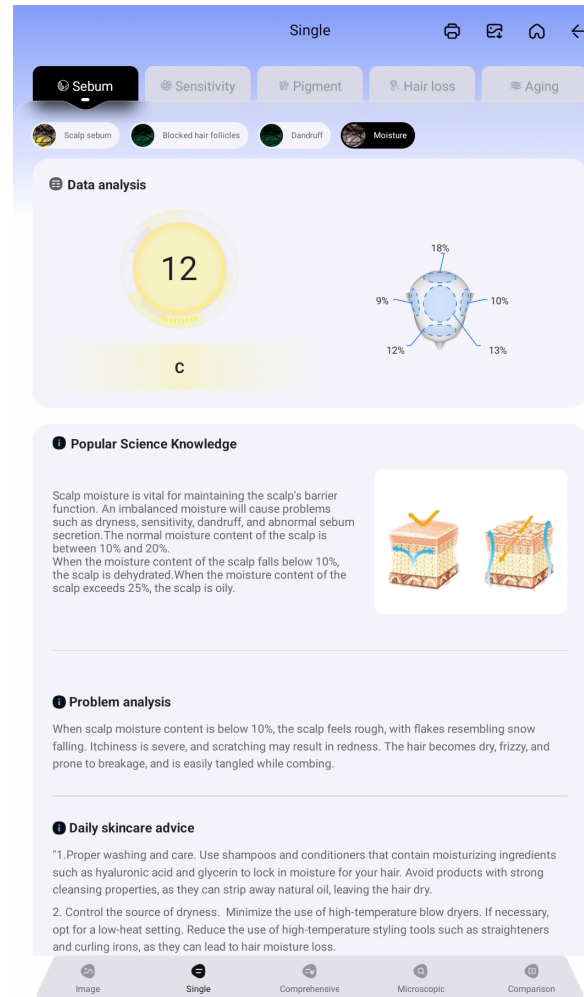 Single
Sebum
Sensitivity
Pigment
Hair loss
Aging
Scalp sebum
Blocked hair follicles
Dandruff
Moisture
Data analysis
12
C
18%
9%
10%
12%
13%
Popular Science Knowledge
Scalp moisture is vital for maintaining the scalp's barrier
function. An imbalanced moisture will cause problems
such as dryness, sensitivity, dandruff, and abnormal sebum
secretion.The normal moisture content of the scalp is
between 10% and 20%.
When the moisture content of the scalp falls below 10%,
the scalp is dehydrated.When the moisture content of the
scalp exceeds 25%, the scalp is oily.
Problem analysis
When scalp moisture content is below 10%, the scalp feels rough, with flakes resembling snow
falling. Itchiness is severe, and scratching may result in redness. The hair becomes dry, frizzy, and
prone to breakage, and is easily tangled while combing.
Daily skincare advice
"1.Proper washing and care. Use shampoos and conditioners that contain moisturizing ingredients
such as hyaluronic acid and glycerin to lock in moisture for your hair. Avoid products with strong
cleansing properties, as they can strip away natural oil, leaving the hair dry.
2. Control the source of dryness.  Minimize the use of high-temperature blow dryers. If necessary,
opt for a low-heat setting. Reduce the use of high-temperature styling tools such as straighteners
and curling irons, as they can lead to hair moisture loss.
Image
Single
Comprehensive
Microscopic
Comparison